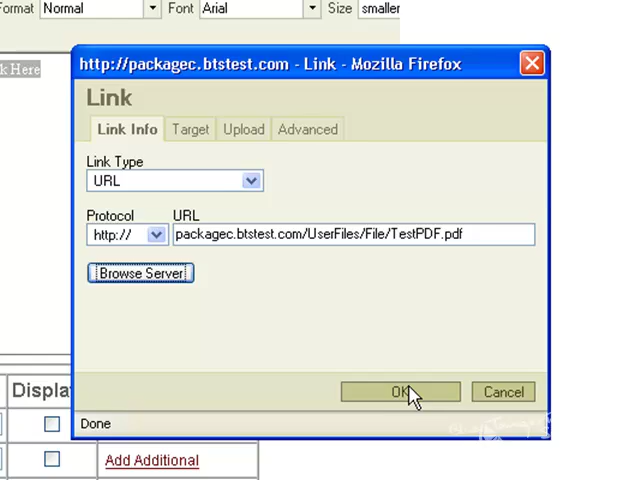 Format Normal Font Arial Size smaller
http://packagec.btstest.com - Link - Mozilla Firefox
k Here
Link
Link Info Target Upload Advanced
Link Type
URL
Protocol URL
http:// packagec.btstest.com/UserFiles/File/TestPDF.pdf
Browse Server
Display
OK Cancel
Done
Add Additional